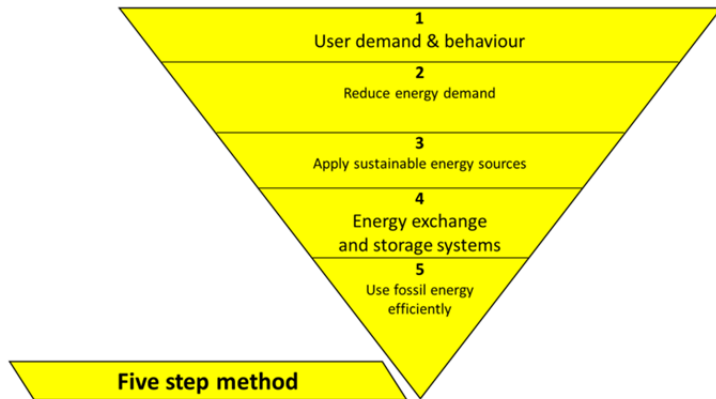 1
User demand & behaviour
2
Reduce energy demand
3
Apply sustainable energy sources
4
Energy exchange
and storage systems
5
Use fossil energy
efficiently
Five step method